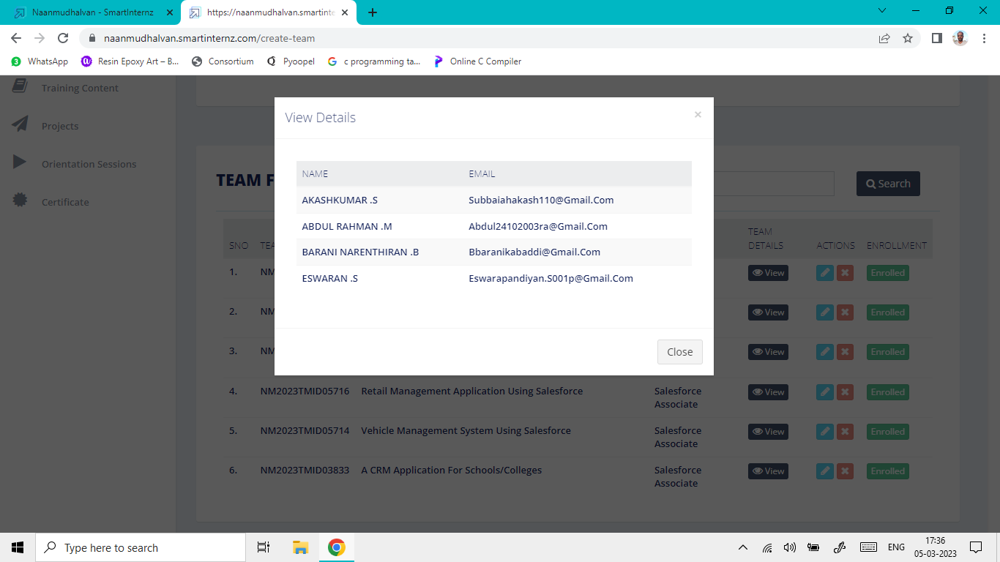 Naanmudhalvan - SmartInternz
https://naanmudhalvan.smartinte
naanmudhalvan.smartinternz.com/create-team
3 WhatsApp
Resin Epoxy Art – B...
Consortium
Pyoopel
c programming ta...
Online C Compiler
Training Content
Projects
Orientation Sessions
Certificate
View Details
×
NAME EMAIL
AKASHKUMAR .S Subbaiahakash110@Gmail.Com
ABDUL RAHMAN .M Abdul24102003ra@Gmail.Com
BARANI NARENTHIRAN .B Bbaranikabaddi@Gmail.Com
ESWARAN .S Eswarapandiyan.S001p@Gmail.Com
Close
TEAM F
Search
SNO TEA TEAM DETAILS ACTIONS ENROLLMENT
1. NM View Enrolled
2. NM View Enrolled
3. NM View Enrolled
4. NM2023TMID05716 Retail Management Application Using Salesforce Salesforce Associate View Enrolled
5. NM2023TMID05714 Vehicle Management System Using Salesforce Salesforce Associate View Enrolled
6. NM2023TMID03833 A CRM Application For Schools/Colleges Salesforce Associate View Enrolled
Type here to search
ENG
17:36
05-03-2023